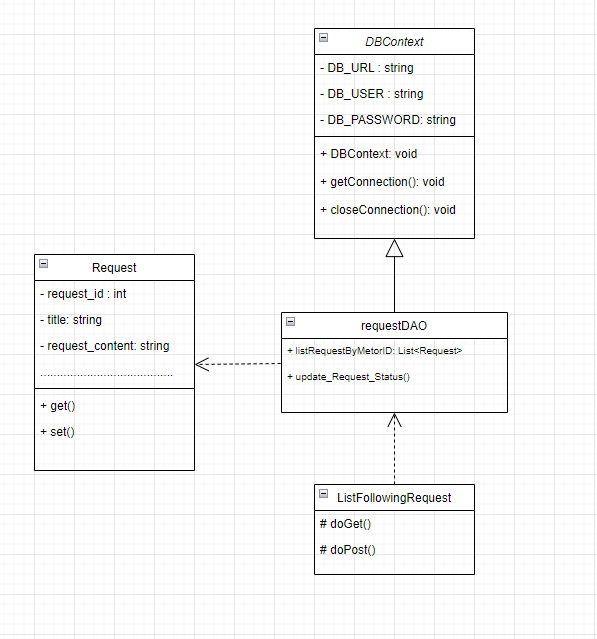 DBContext
- DB_URL : string
- DB_USER : string
- DB_PASSWORD: string
+ DBContext: void
+ getConnection(): void
+ closeConnection(): void
Request
- request_id : int
- title: string
- request_content: string
........................................
+ get()
+ set()
requestDAO
+ listRequestByMetorID: List<Request>
+ update_Request_Status()
ListFollowingRequest
# doGet()
# doPost()